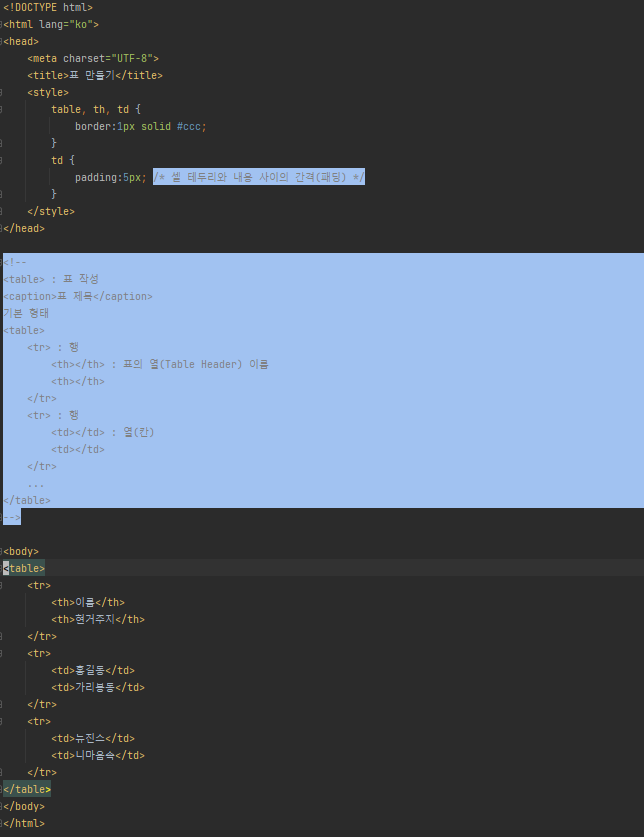 <!DOCTYPE html>
<html lang="ko">
<head>
    <meta charset="UTF-8">
    <title>표 만들기</title>
    <style>
        table, th, td {
            border:1px solid #ccc;
        }
        td {
            padding:5px; /* 셀 테두리와 내용 사이의 간격(패딩) */
        }
    </style>
</head>

<!--
<table> : 표 작성
<caption>표 제목</caption>
기본 형태
<table>
    <tr> : 행
        <th></th> : 표의 열(Table Header) 이름
        <th></th>
    </tr>
    <tr> : 행
        <td></td> : 열(칸)
        <td></td>
    </tr>
    ...
</table>
-->

<body>
<table>
    <tr>
        <th>이름</th>
        <th>현거주지</th>
    </tr>
    <tr>
        <td>홍길동</td>
        <td>가리봉동</td>
    </tr>
    <tr>
        <td>뉴진스</td>
        <td>니마음속</td>
    </tr>
</table>
</body>
</html>